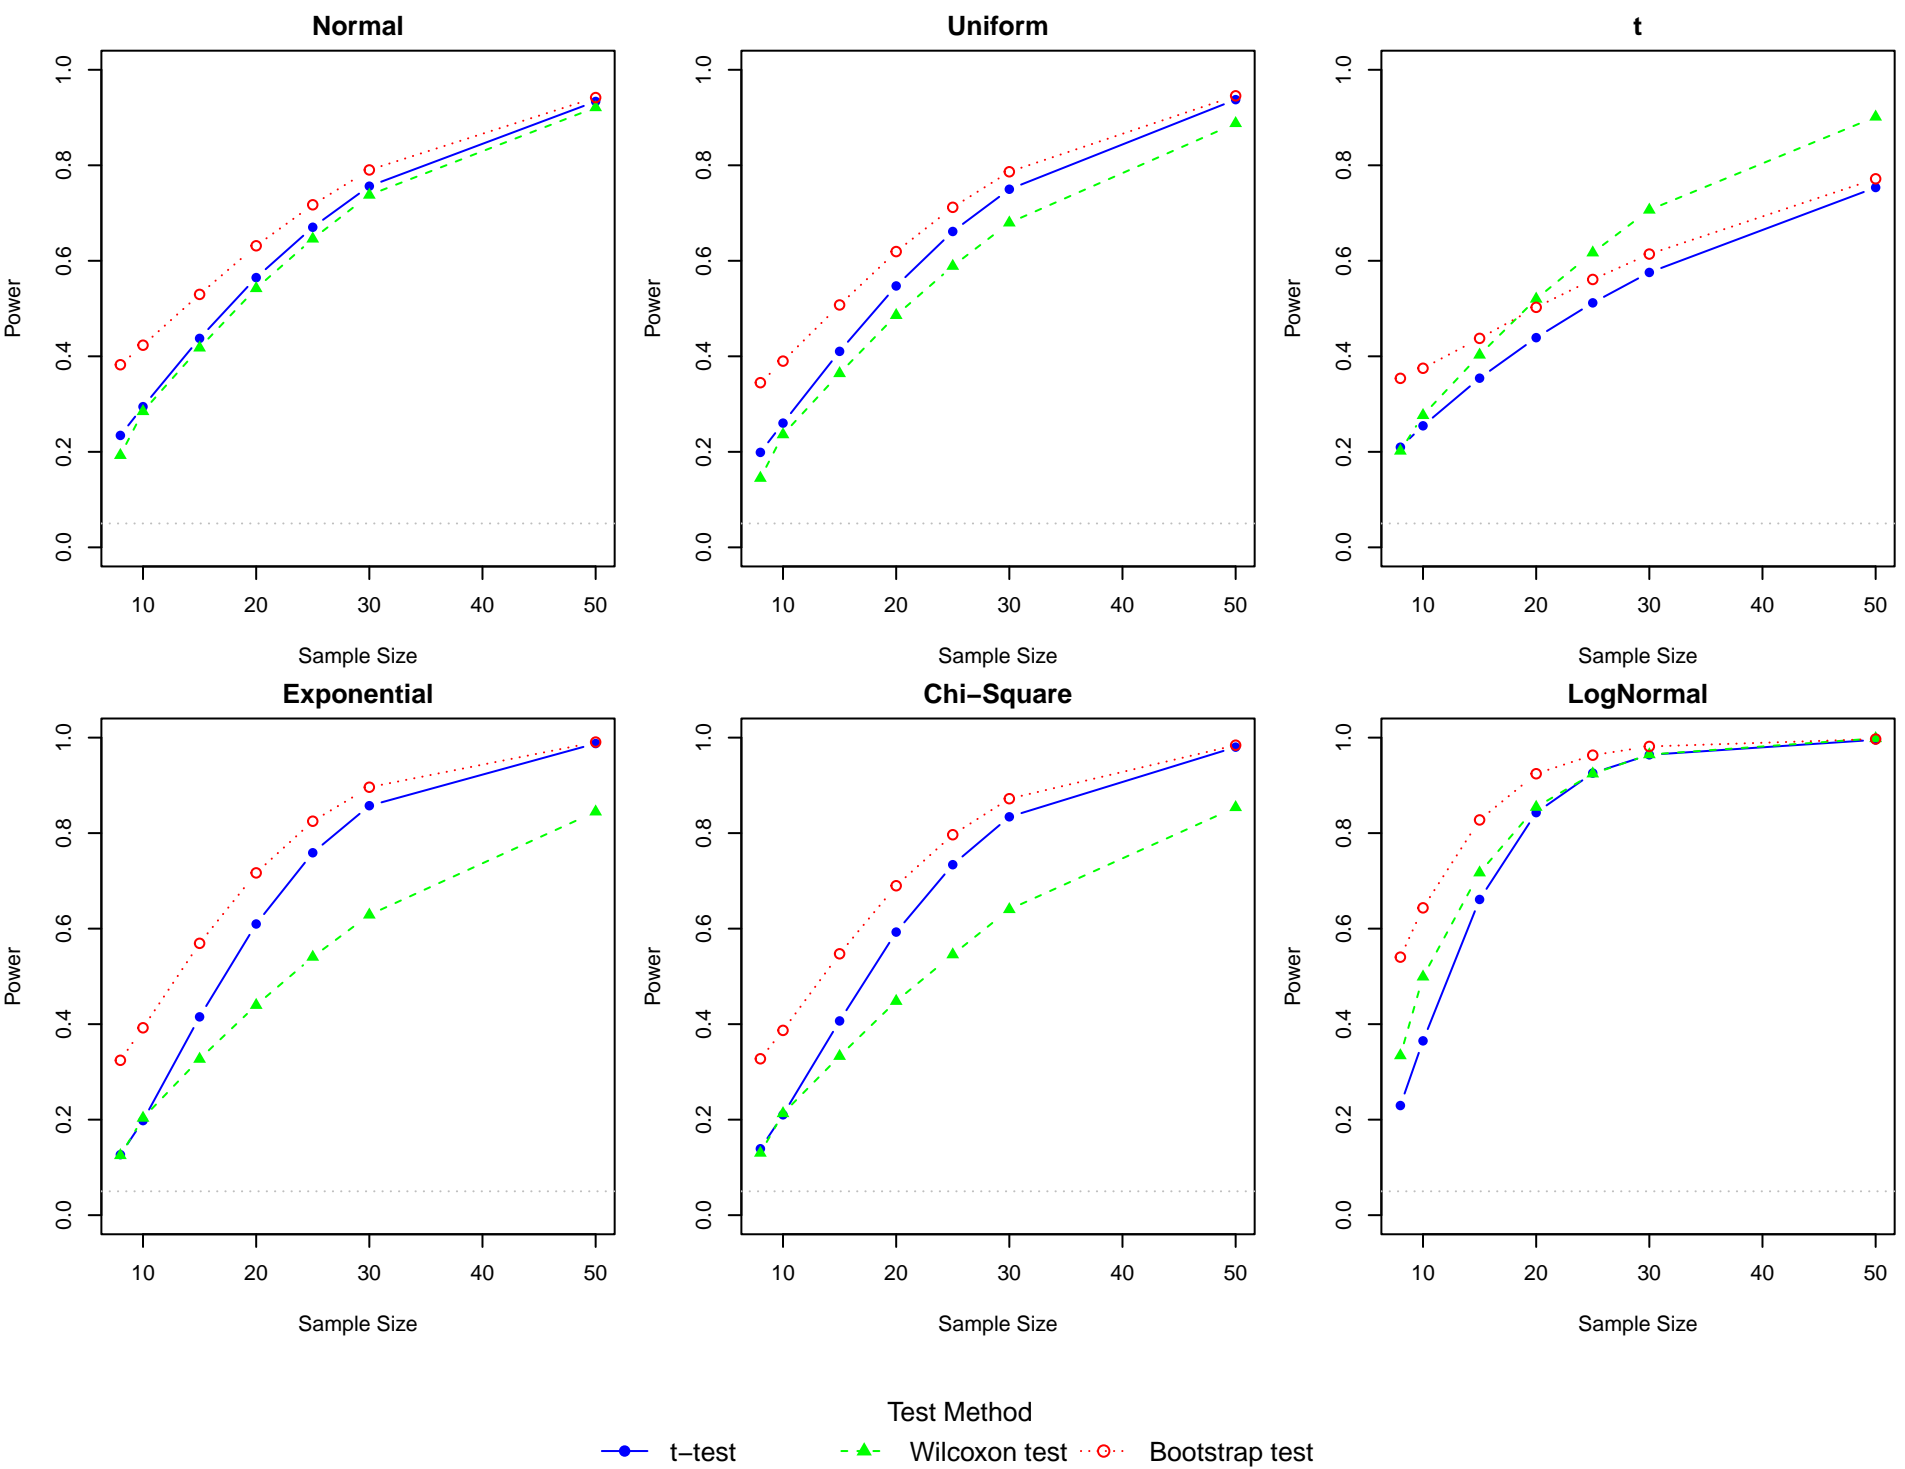 Normal
Power
0.0 0.2 0.4 0.6 0.8 1.0
10 20 30 40 50
Sample Size
Uniform
Power
0.0 0.2 0.4 0.6 0.8 1.0
10 20 30 40 50
Sample Size
t
Power
0.0 0.2 0.4 0.6 0.8 1.0
10 20 30 40 50
Sample Size
Exponential
Power
0.0 0.2 0.4 0.6 0.8 1.0
10 20 30 40 50
Sample Size
Chi−Square
Power
0.0 0.2 0.4 0.6 0.8 1.0
10 20 30 40 50
Sample Size
LogNormal
Power
0.0 0.2 0.4 0.6 0.8 1.0
10 20 30 40 50
Sample Size
Test Method
t−test Wilcoxon test Bootstrap test